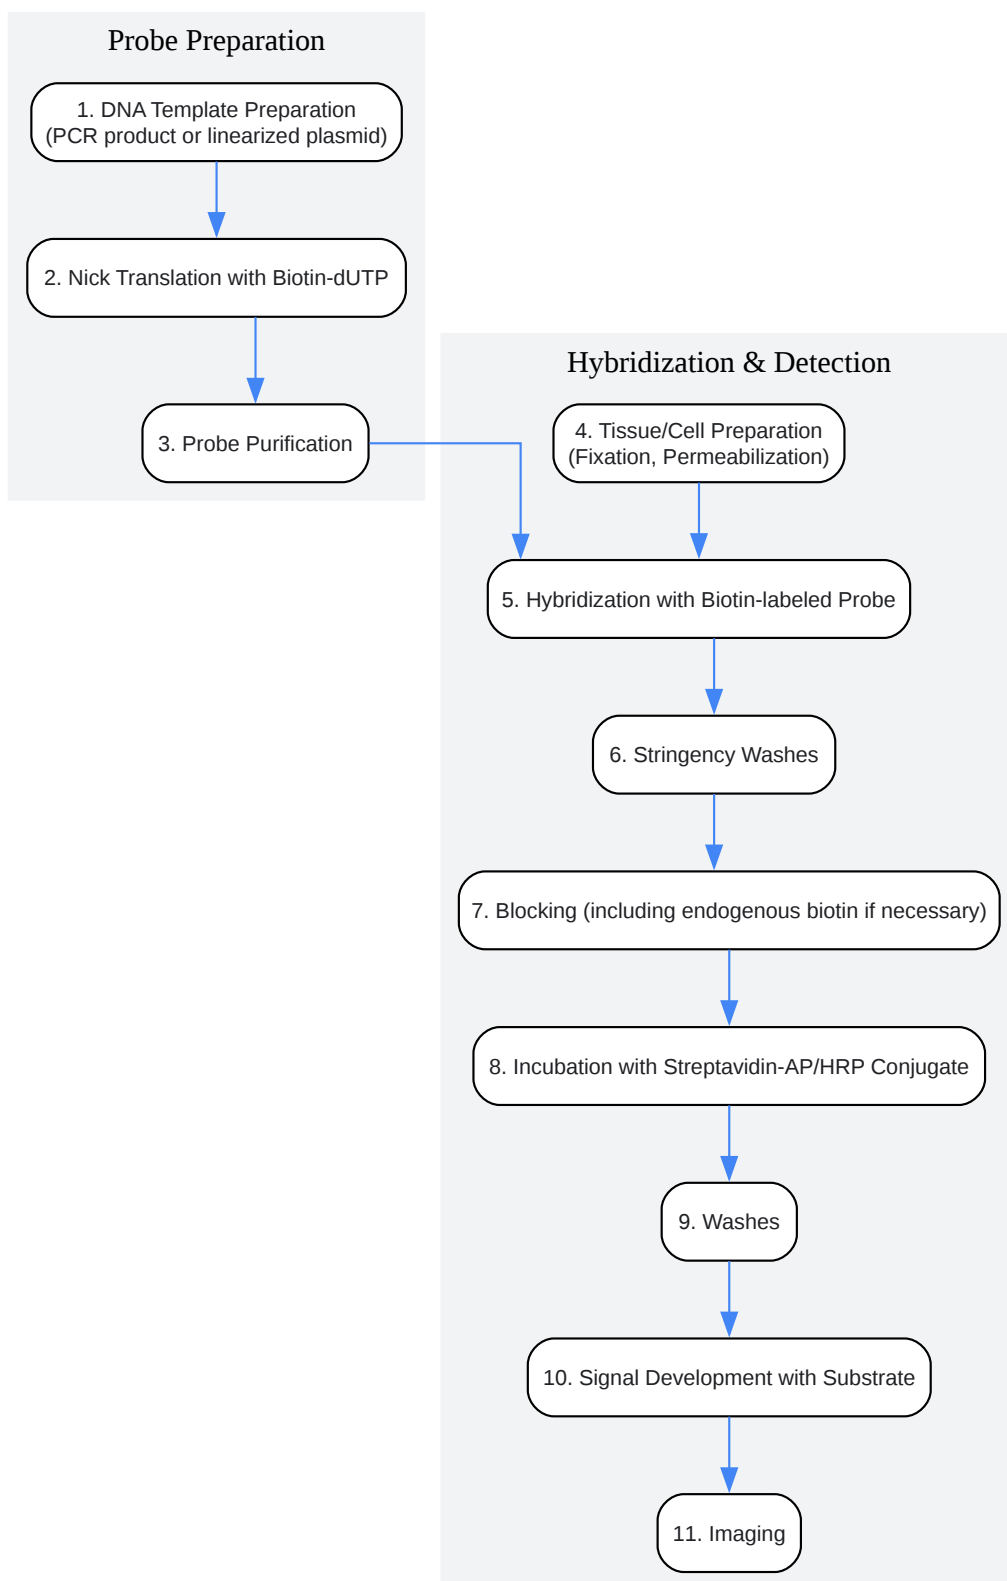 Probe Preparation
1. DNA Template Preparation
(PCR product or linearized plasmid)
2. Nick Translation with Biotin-dUTP
3. Probe Purification
Hybridization & Detection
4. Tissue/Cell Preparation
(Fixation, Permeabilization)
5. Hybridization with Biotin-labeled Probe
6. Stringency Washes
7. Blocking (including endogenous biotin if necessary)
8. Incubation with Streptavidin-AP/HRP Conjugate
9. Washes
10. Signal Development with Substrate
11. Imaging